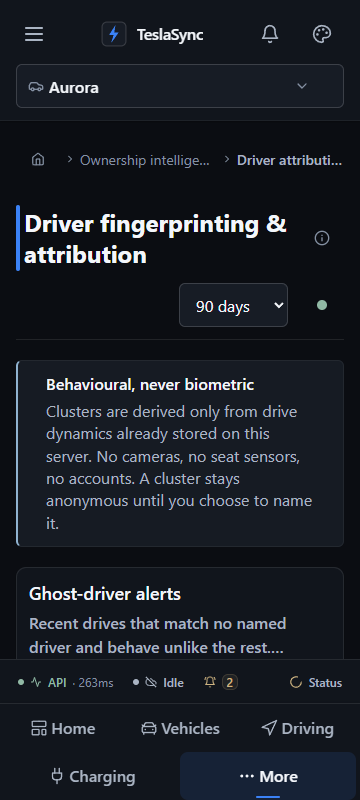 TeslaSync
Aurora
Ownership intellige...
Driver attributi...
Driver fingerprinting &
attribution
90 days
Behavioural, never biometric
Clusters are derived only from drive
dynamics already stored on this
server. No cameras, no seat sensors,
no accounts. A cluster stays
anonymous until you choose to name
it.
Ghost-driver alerts
Recent drives that match no named
driver and behave unlike the rest....
API · 263ms Idle 2 Status
Home Vehicles Driving
Charging More